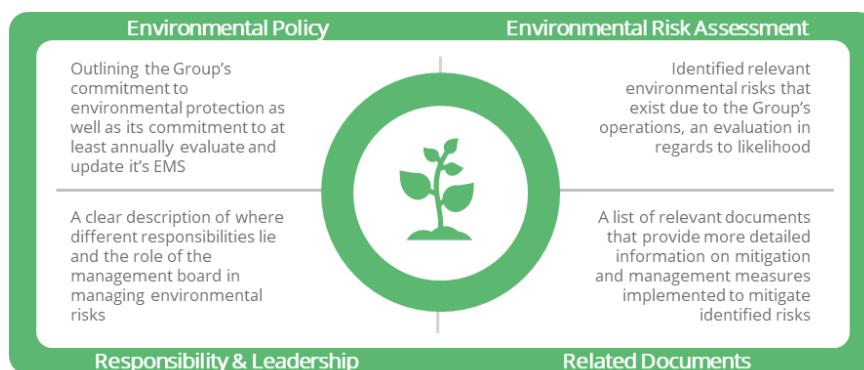 Environmental Policy
Outlining the Group's
commitment to
environmental protection as
well as its commitment to at
least annually evaluate and
update it's EMS
Environmental Risk Assessment
Identified relevant
environmental risks that
exist due to the Group's
operations, an evaluation in
regards to likelihood
A clear description of where
different responsibilities lie
and the role of the
management board in
managing environmental
risks
Responsibility & Leadership
A list of relevant documents
that provide more detailed
information on mitigation
and management measures
implemented to mitigate
identified risks
Related Documents